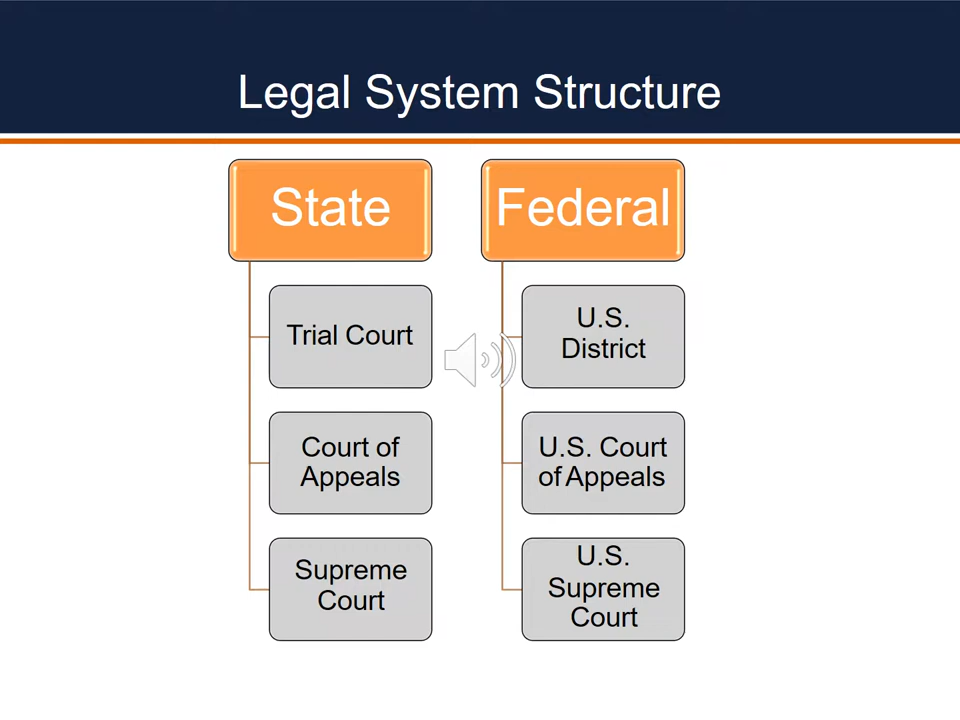 Legal System Structure
State
Trial Court
Court of
Appeals
Supreme
Court
Federal
U.S.
District
U.S. Court
of Appeals
U.S.
Supreme
Court